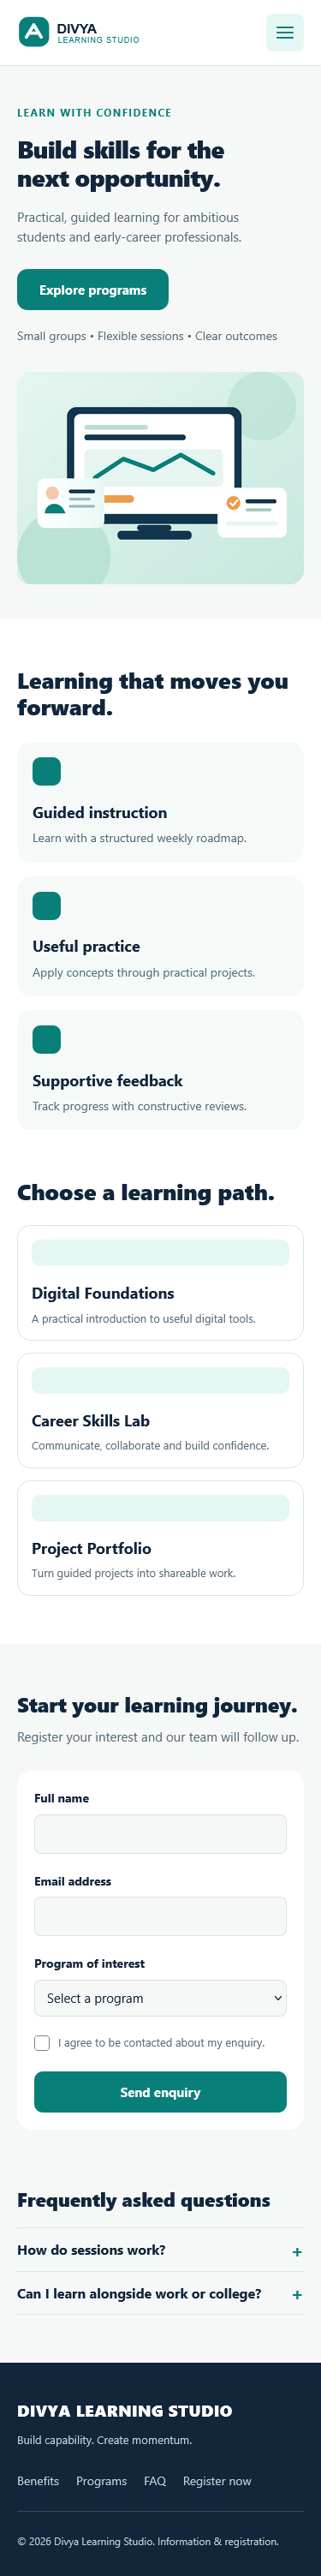 DIVYA
LEARNING STUDIO
LEARN WITH CONFIDENCE
Build skills for the
next opportunity.
Practical, guided learning for ambitious
students and early-career professionals.
Explore programs
Small groups • Flexible sessions • Clear outcomes
Learning that moves you
forward.
Guided instruction
Learn with a structured weekly roadmap.
Useful practice
Apply concepts through practical projects.
Supportive feedback
Track progress with constructive reviews.
Choose a learning path.
Digital Foundations
A practical introduction to useful digital tools.
Career Skills Lab
Communicate, collaborate and build confidence.
Project Portfolio
Turn guided projects into shareable work.
Start your learning journey.
Register your interest and our team will follow up.
Full name
Email address
Program of interest
Select a program
I agree to be contacted about my enquiry.
Send enquiry
Frequently asked questions
How do sessions work? +
Can I learn alongside work or college? +
DIVYA LEARNING STUDIO
Build capability. Create momentum.
Benefits Programs FAQ Register now
© 2026 Divya Learning Studio. Information & registration.